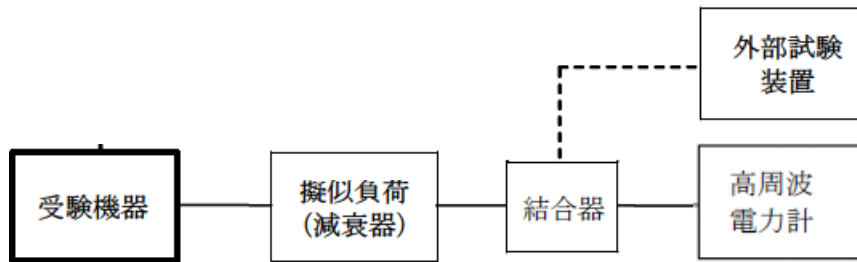 外部試験
装置
受験機器
擬似負荷
(減衰器)
結合器
高周波
電力計